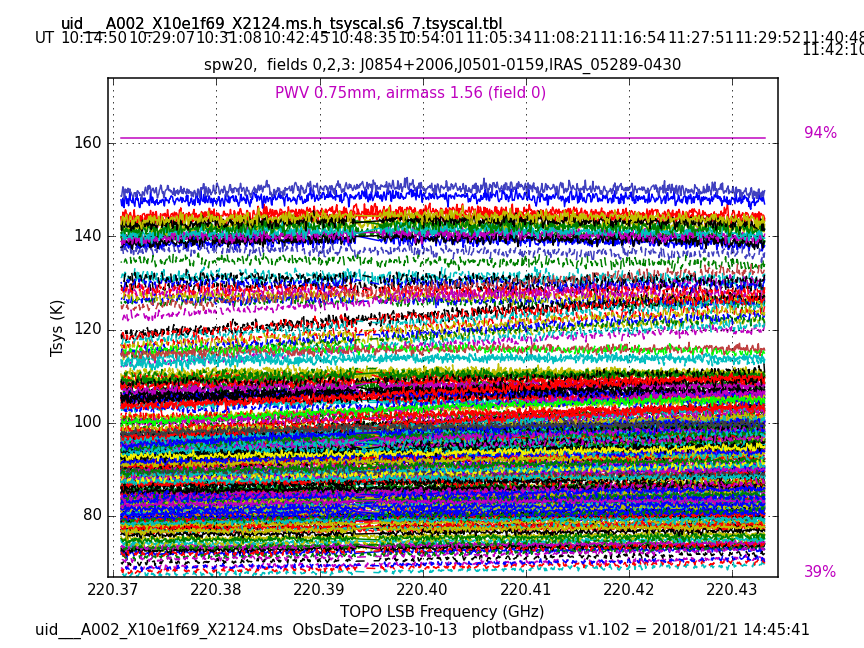 uid___A002_X10e1f69_X2124.ms.h_tsyscal.s6_7.tsyscal.tbl
UT 10:14:50 10:29:07 10:31:08 10:42:45 10:48:35 10:54:01 11:05:34 11:08:21 11:16:54 11:27:51 11:29:52 11:40:48
11:42:10
spw20, fields 0,2,3: J0854+2006,J0501-0159,IRAS_05289-0430
PWV 0.75mm, airmass 1.56 (field 0)
94%
160
140
120
100
80
Tsys (K)
39%
220.37 220.38 220.39 220.40 220.41 220.42 220.43
TOPO LSB Frequency (GHz)
uid___A002_X10e1f69_X2124.ms ObsDate=2023-10-13 plotbandpass v1.102 = 2018/01/21 14:45:41